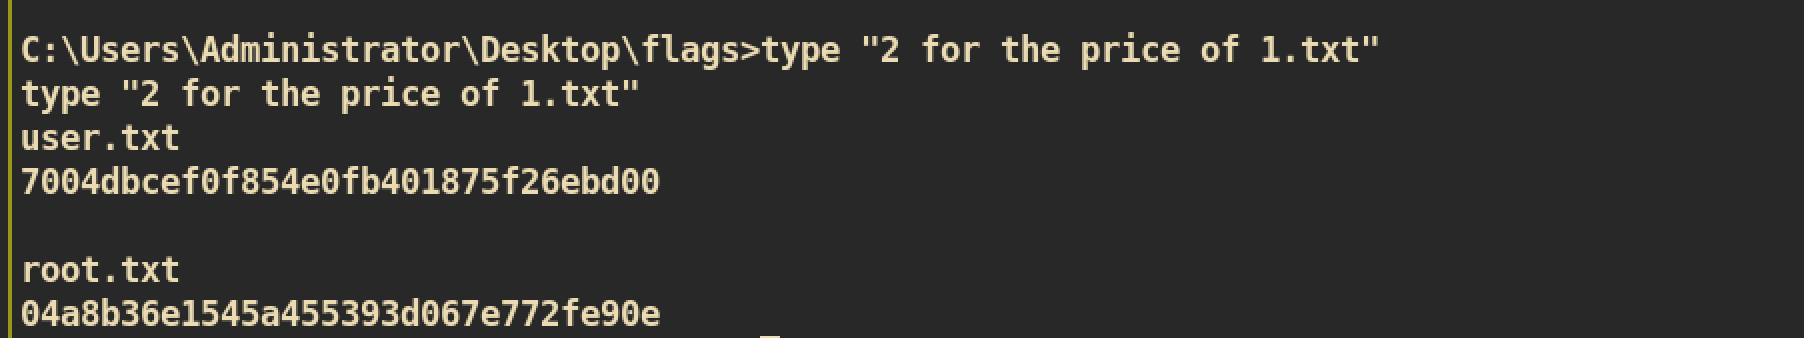 C:\Users\Administrator\Desktop\flags>type "2 for the price of 1.txt"
type "2 for the price of 1.txt"
user.txt
7004dbcef0f854e0fb401875f26ebd00
root.txt
04a8b36e1545a455393d067e772fe90e